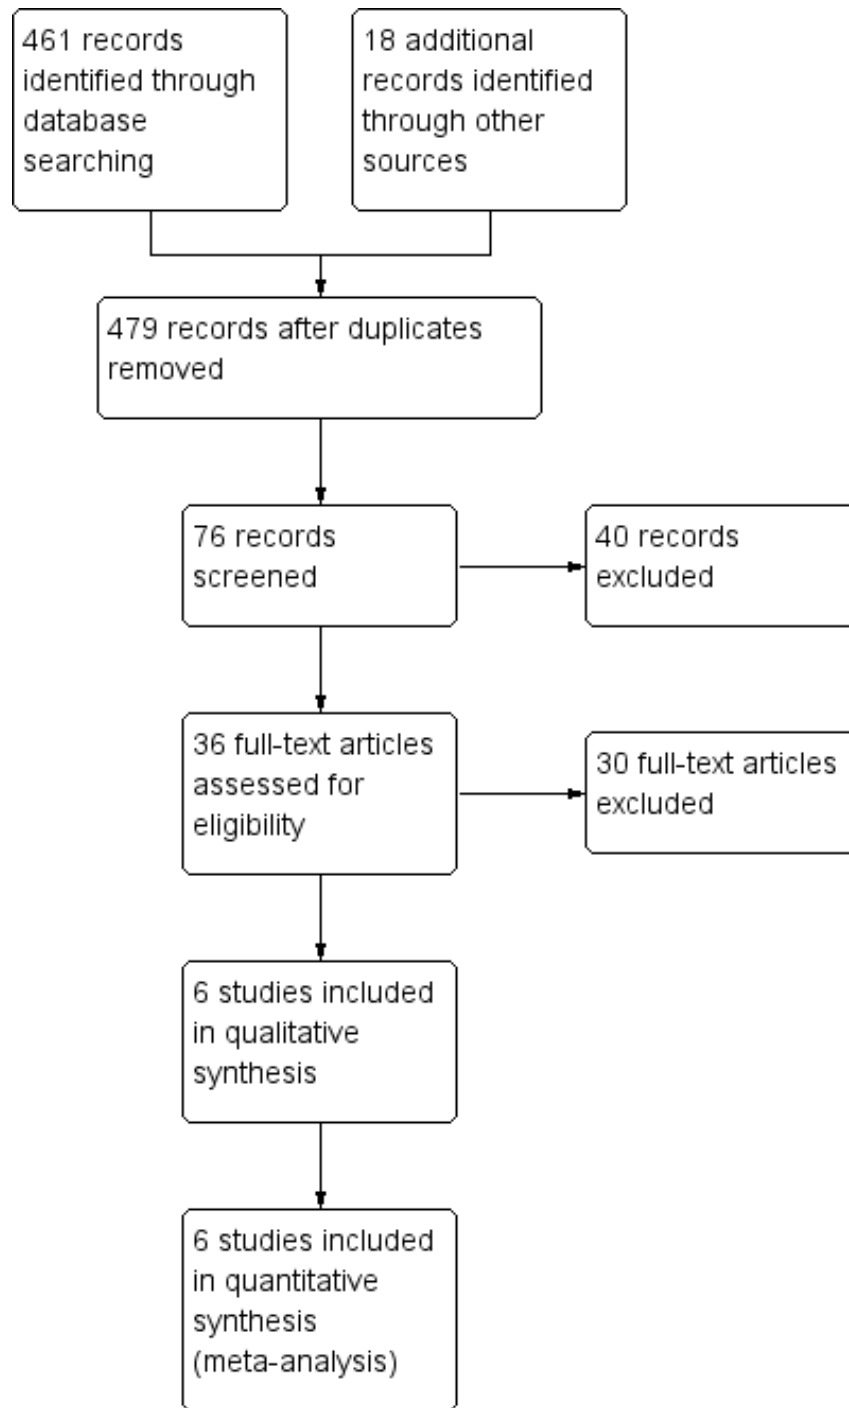 461 records
identified through
database
searching
18 additional
records identified
through other
sources
479 records after duplicates
removed
76 records
screened
40 records
excluded
36 full-text articles
assessed for
eligibility
30 full-text articles
excluded
6 studies included
in qualitative
synthesis
6 studies included
in quantitative
synthesis
(meta-analysis)